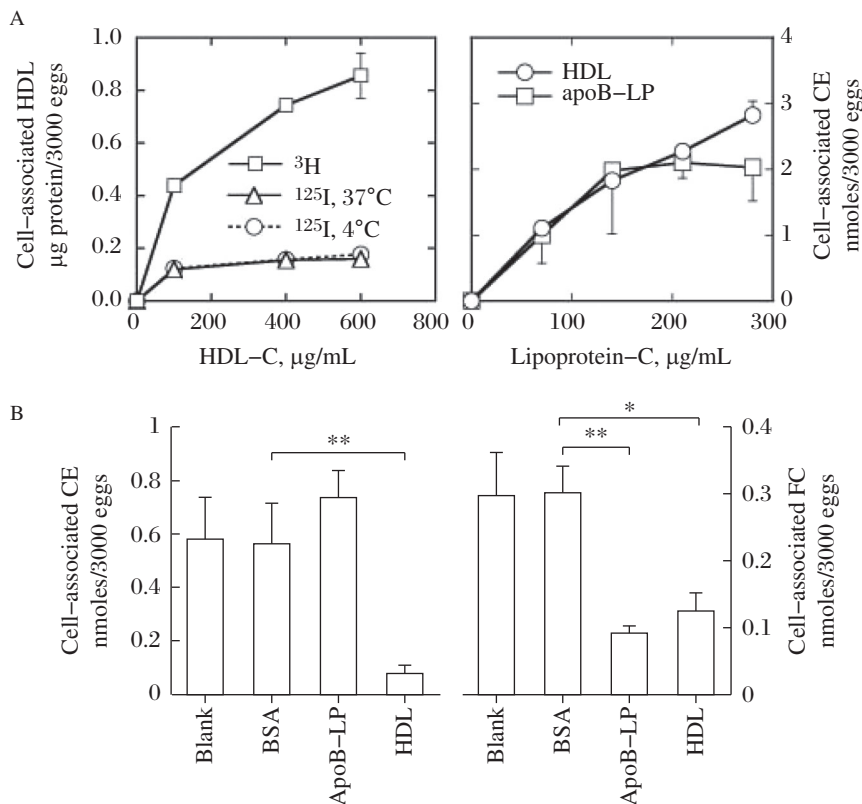 A
Cell−associated HDL
μg protein/3000 eggs
1.0
0.8
0.6
0.4
0.2
0.0
³H
¹²⁵I, 37°C
¹²⁵I, 4°C
0 200 400 600 800
HDL−C, μg/mL
HDL
apoB−LP
4
3
2
1
0
Cell−associated CE
nmoles/3000 eggs
0 100 200 300
Lipoprotein−C, μg/mL
B
Cell−associated CE
nmoles/3000 eggs
1
0.8
0.6
0.4
0.2
0
**
Blank
BSA
ApoB−LP
HDL
*
**
0.4
0.3
0.2
0.1
0
Cell−associated FC
nmoles/3000 eggs
Blank
BSA
ApoB−LP
HDL